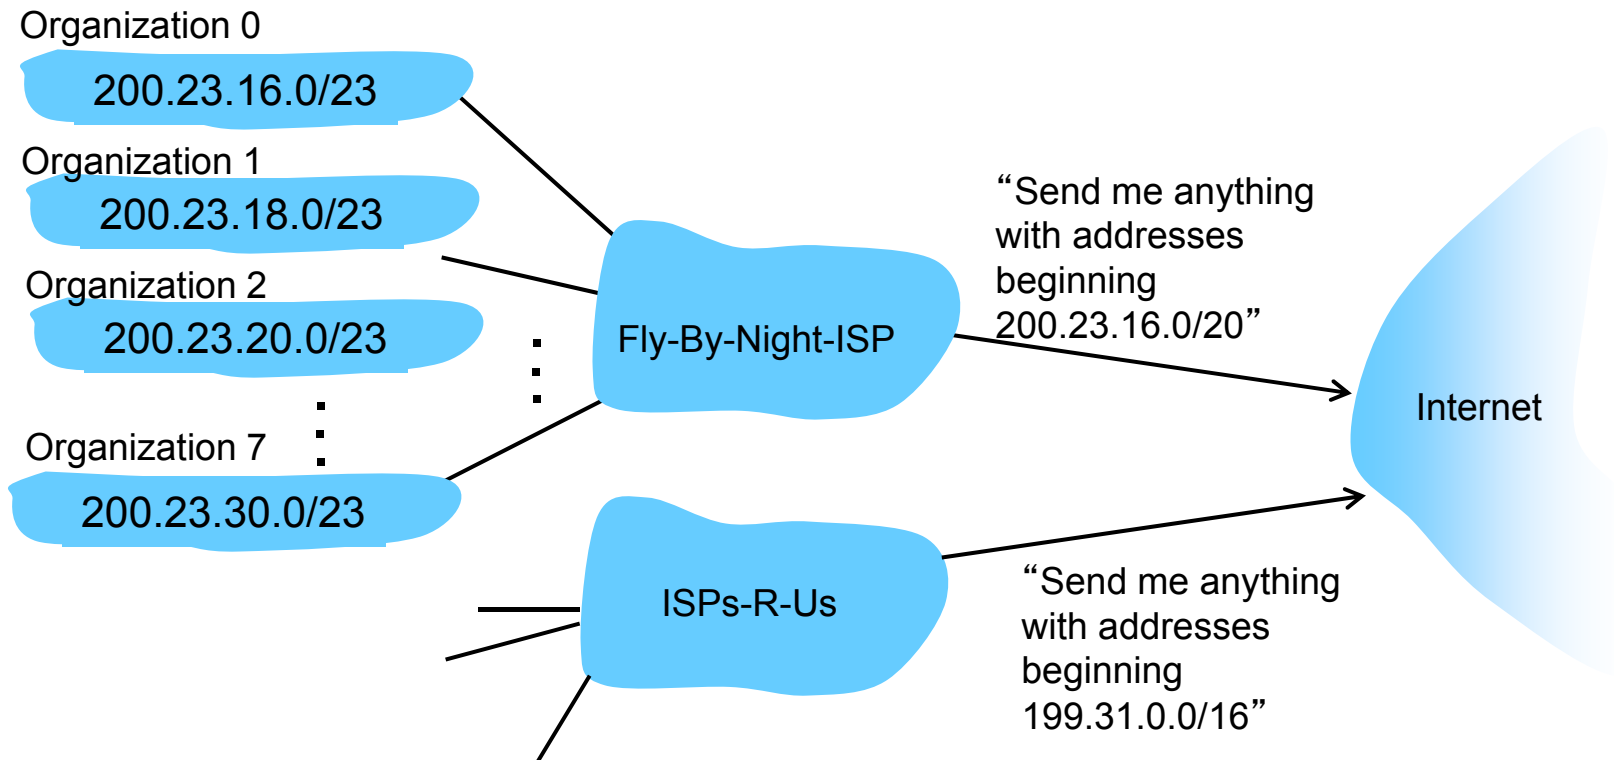 Organization 0
200.23.16.0/23
Organization 1
200.23.18.0/23
Organization 2
200.23.20.0/23
Organization 7
200.23.30.0/23
Fly-By-Night-ISP
“Send me anything
with addresses
beginning
200.23.16.0/20”
Internet
ISPs-R-Us
“Send me anything
with addresses
beginning
199.31.0.0/16”